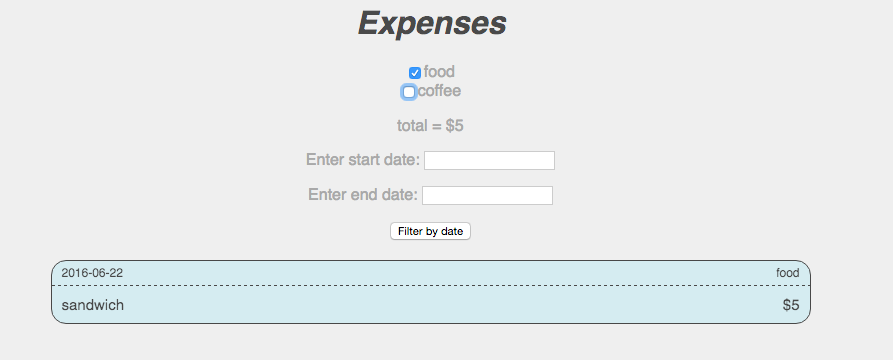 Expenses
food
coffee
total = $5
Enter start date:
Enter end date:
Filter by date
2016-06-22 food
sandwich $5